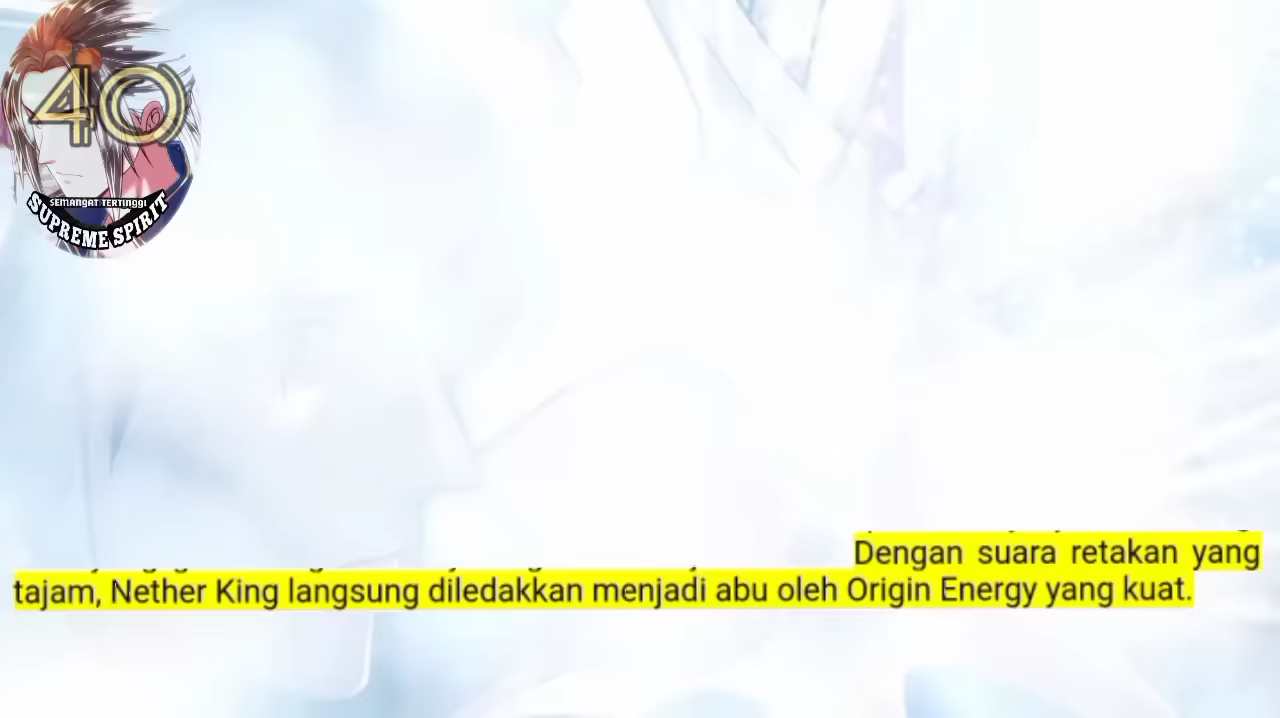 40
SEMANGAT TERTINGGI
SUPREME SPIRIT
Dengan suara retakan yang
tajam, Nether King langsung diledakkan menjadi abu oleh Origin Energy yang kuat.